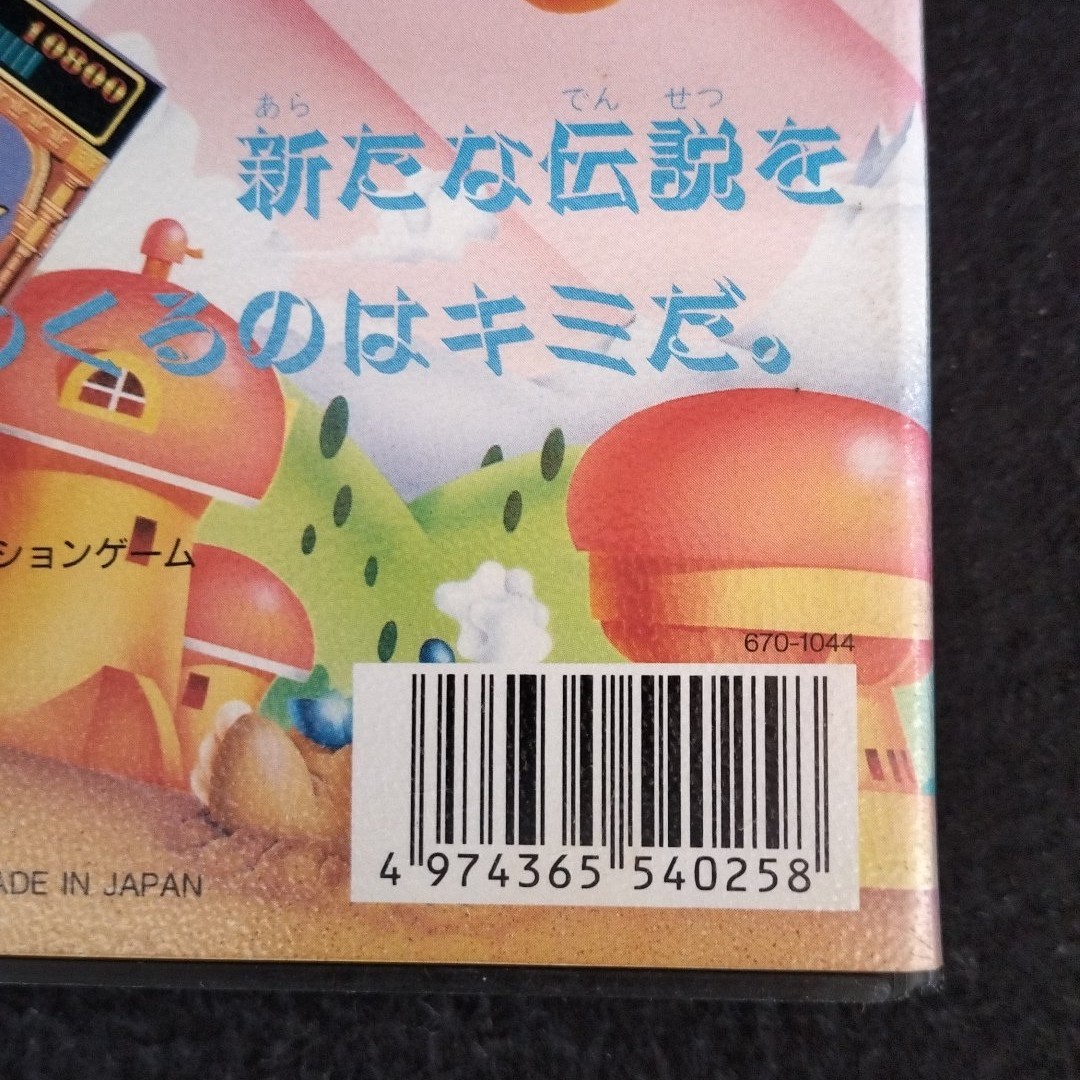 10800
あら でん せつ
新たな伝説を
つくるのはキミだ。
ションゲーム
670-1044
4 974365 540258
ADE IN JAPAN